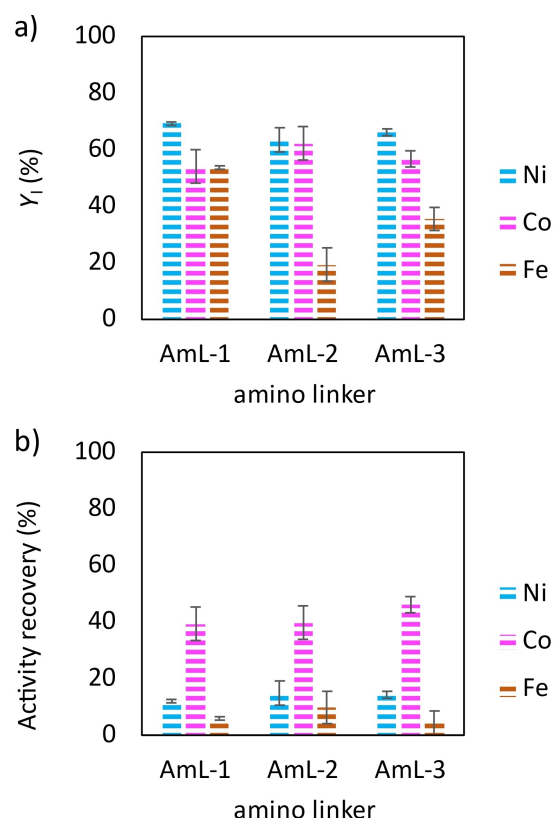 a)
100
80
60
40
20
0
Y_I (%)
AmL-1 AmL-2 AmL-3
amino linker
Ni
Co
Fe
b)
100
80
60
40
20
0
Activity recovery (%)
AmL-1 AmL-2 AmL-3
amino linker
Ni
Co
Fe